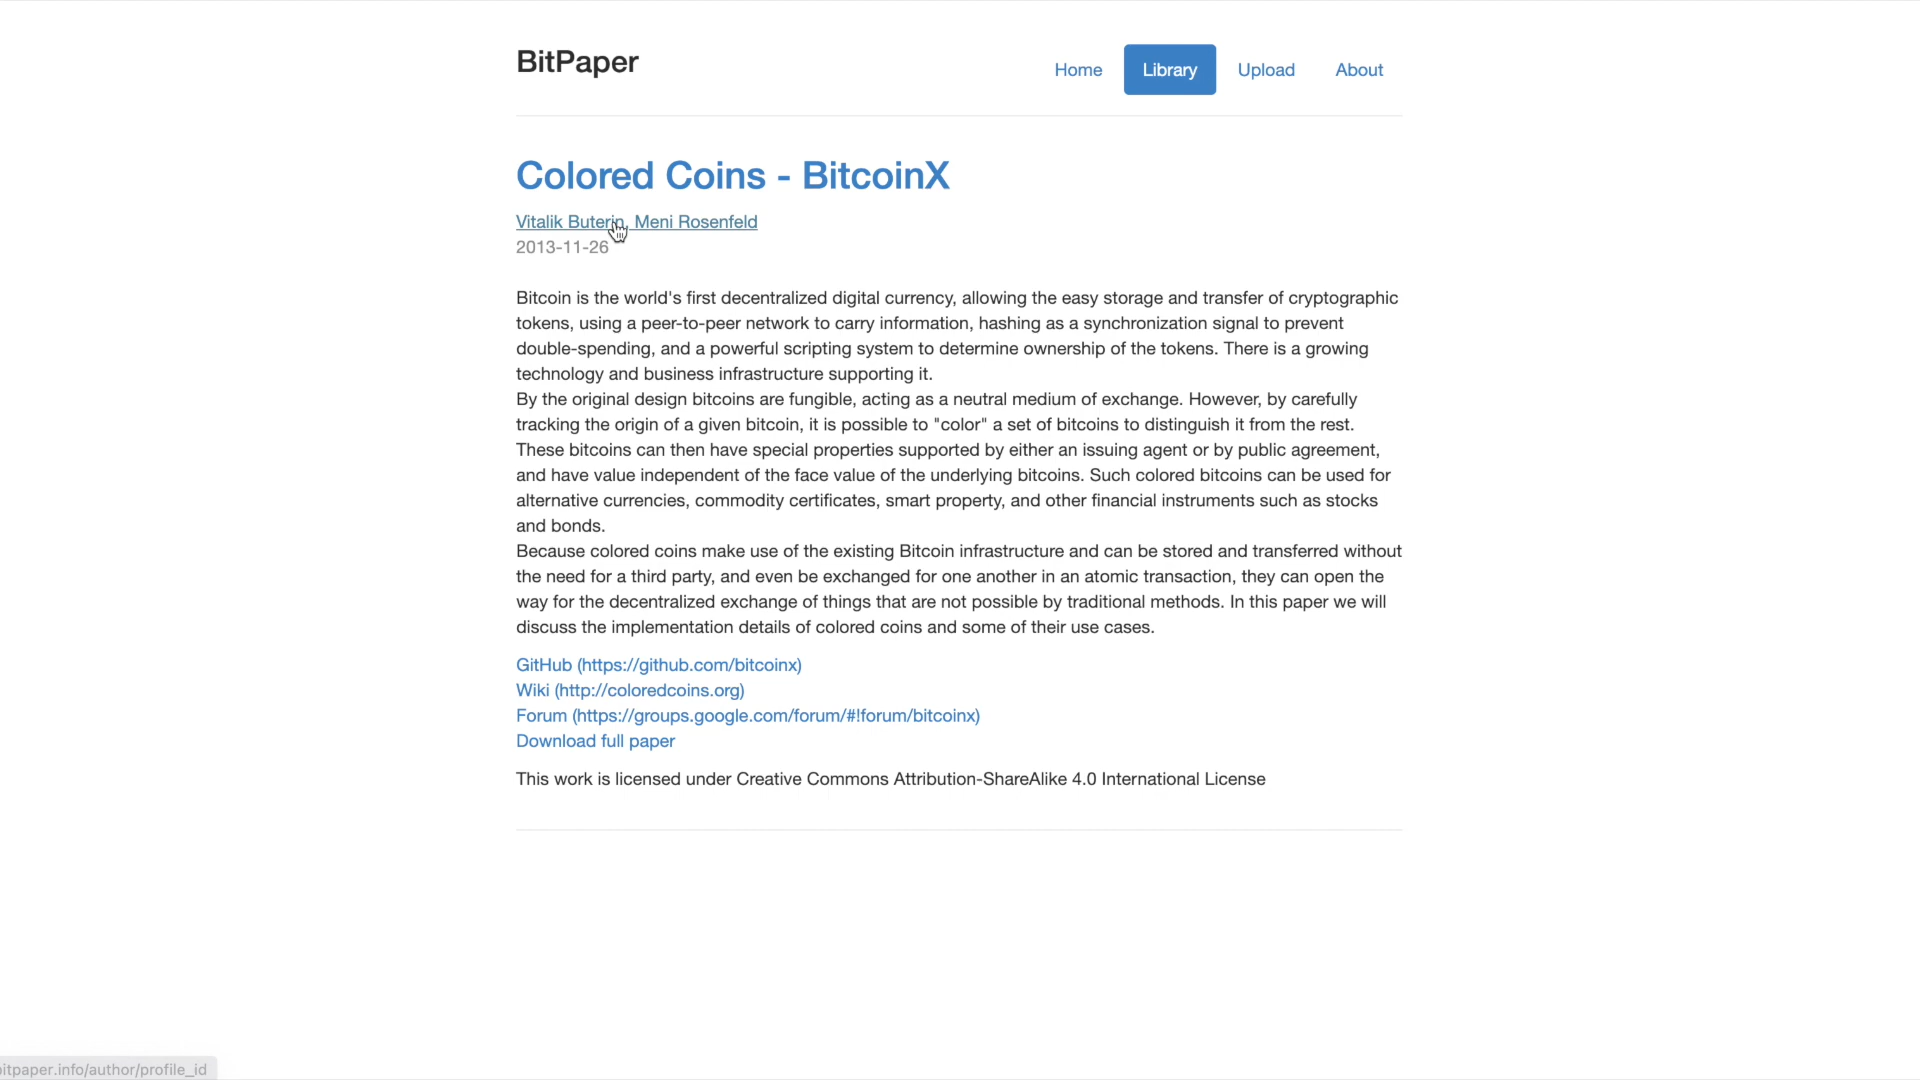 BitPaper
Home Library Upload About
Colored Coins - BitcoinX
Vitalik Buterin, Meni Rosenfeld
2013-11-26
Bitcoin is the world's first decentralized digital currency, allowing the easy storage and transfer of cryptographic
tokens, using a peer-to-peer network to carry information, hashing as a synchronization signal to prevent
double-spending, and a powerful scripting system to determine ownership of the tokens. There is a growing
technology and business infrastructure supporting it.
By the original design bitcoins are fungible, acting as a neutral medium of exchange. However, by carefully
tracking the origin of a given bitcoin, it is possible to "color" a set of bitcoins to distinguish it from the rest.
These bitcoins can then have special properties supported by either an issuing agent or by public agreement,
and have value independent of the face value of the underlying bitcoins. Such colored bitcoins can be used for
alternative currencies, commodity certificates, smart property, and other financial instruments such as stocks
and bonds.
Because colored coins make use of the existing Bitcoin infrastructure and can be stored and transferred without
the need for a third party, and even be exchanged for one another in an atomic transaction, they can open the
way for the decentralized exchange of things that are not possible by traditional methods. In this paper we will
discuss the implementation details of colored coins and some of their use cases.
GitHub (https://github.com/bitcoinx)
Wiki (http://coloredcoins.org)
Forum (https://groups.google.com/forum/#!forum/bitcoinx)
Download full paper
This work is licensed under Creative Commons Attribution-ShareAlike 4.0 International License
itpaper.info/author/profile_id